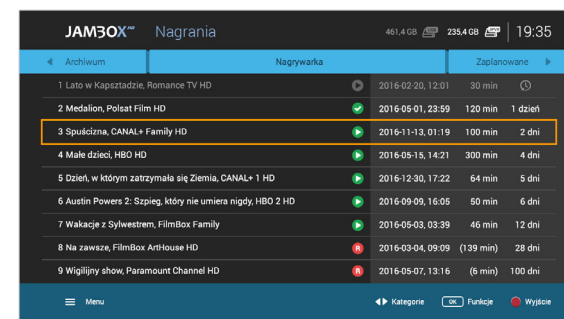 JAMBOX Nagrania 461,4 GB 235,4 GB 19:35
Archiwum Nagrywarka Zaplanowane
1 Lato w Kapsztadzie, Romance TV HD 2016-02-20, 12:01 30 min
2 Medalion, Polsat Film HD 2016-05-01, 23:59 120 min 1 dzień
3 Spuścizna, CANAL+ Family HD 2016-11-13, 01:19 100 min 2 dni
4 Małe dzieci, HBO HD 2016-05-15, 14:21 300 min 4 dni
5 Dzień, w którym zatrzymała się Ziemia, CANAL+ 1 HD 2016-12-30, 17:22 64 min 5 dni
6 Austin Powers 2: Szpieg, który nie umiera nigdy, HBO 2 HD 2016-09-09, 16:05 50 min 6 dni
7 Wakacje z Sylwestrem, FilmBox Family 2016-05-03, 03:39 46 min 12 dni
8 Na zawsze, FilmBox ArtHouse HD R 2016-03-04, 09:09 (139 min) 28 dni
9 Wigilijny show, Paramount Channel HD R 2016-05-07, 13:16 (6 min) 100 dni
Menu Kategorie OK Funkcje Wyjście